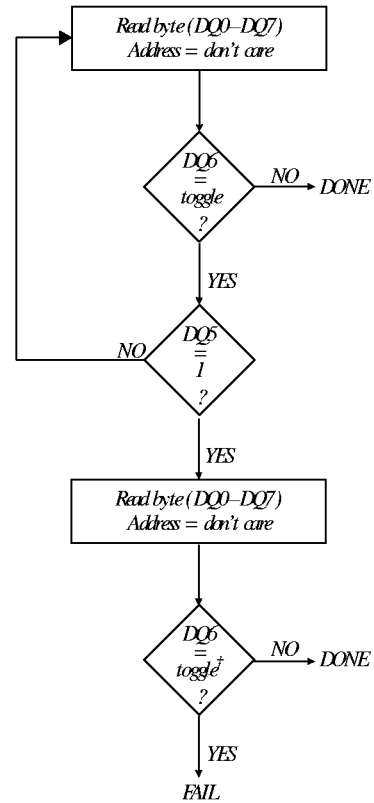 Read byte (DQ0–DQ7)
Address = don't care
DQ6
=
toggle
?
NO
DONE
YES
DQ5
=
1
?
NO
YES
Read byte (DQ0–DQ7)
Address = don't care
DQ6
=
toggle†
?
NO
DONE
YES
FAIL